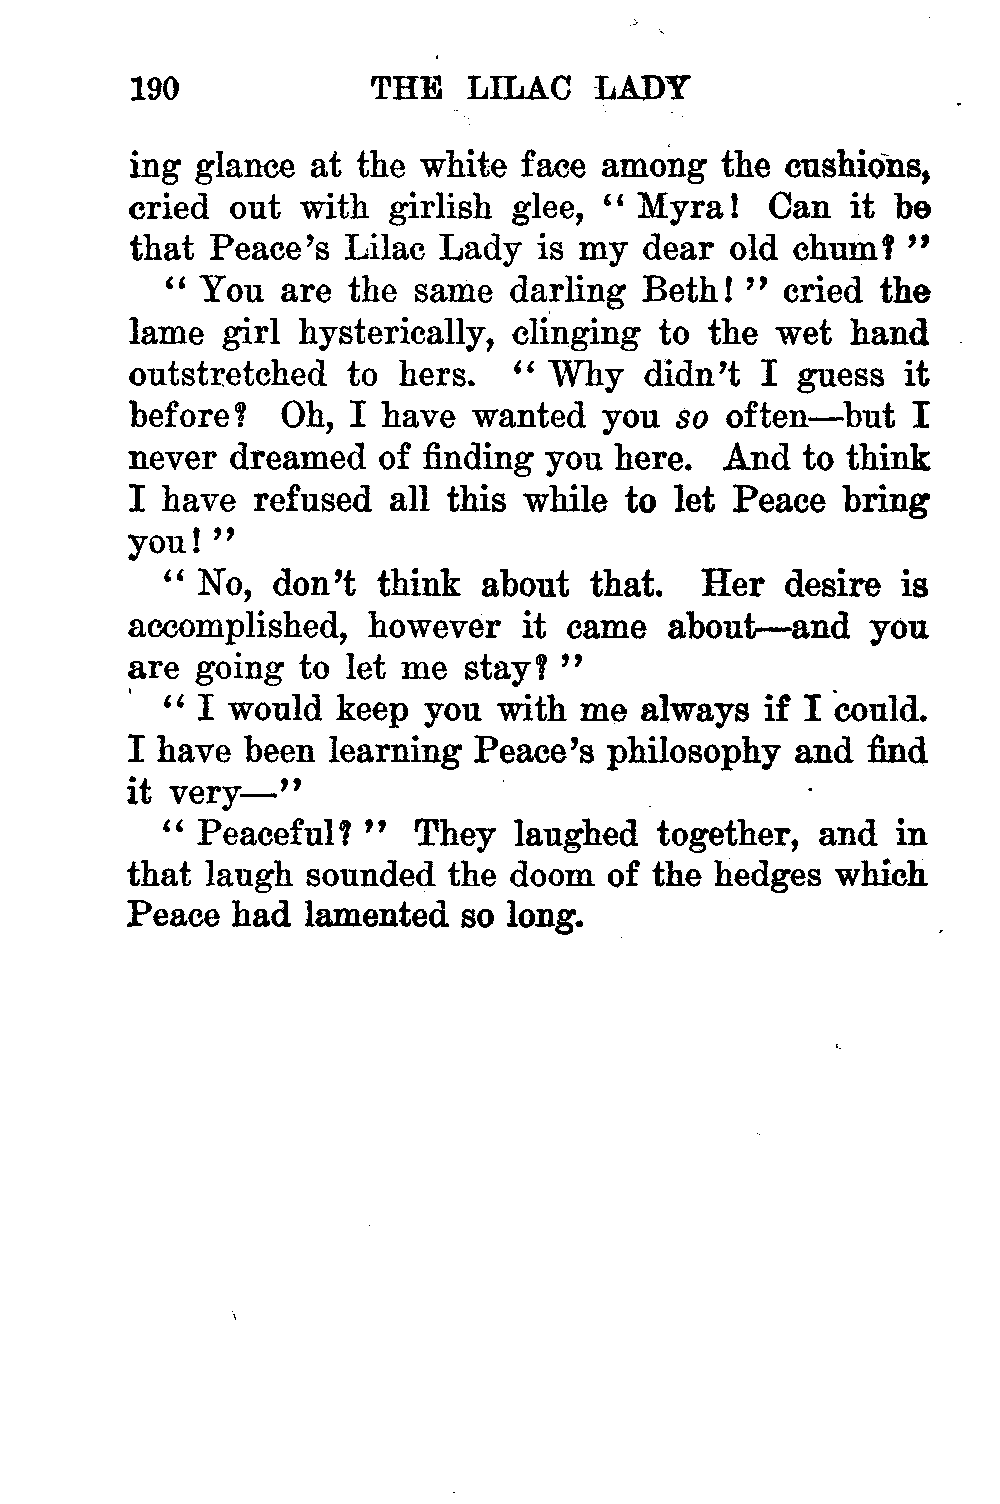 190 THE LILAC LADY
ing glance at the white face among the cushions,
cried out with girlish glee, “ Myra! Can it be
that Peace’s Lilac Lady is my dear old chum? ”
“ You are the same darling Beth! ” cried the
lame girl hysterically, clinging to the wet hand
outstretched to hers. “ Why didn’t I guess it
before? Oh, I have wanted you so often—but I
never dreamed of finding you here. And to think
I have refused all this while to let Peace bring
you! ”
“ No, don’t think about that. Her desire is
accomplished, however it came about—and you
are going to let me stay? ”
“ I would keep you with me always if I could.
I have been learning Peace’s philosophy and find
it very—”
“ Peaceful? ” They laughed together, and in
that laugh sounded the doom of the hedges which
Peace had lamented so long.